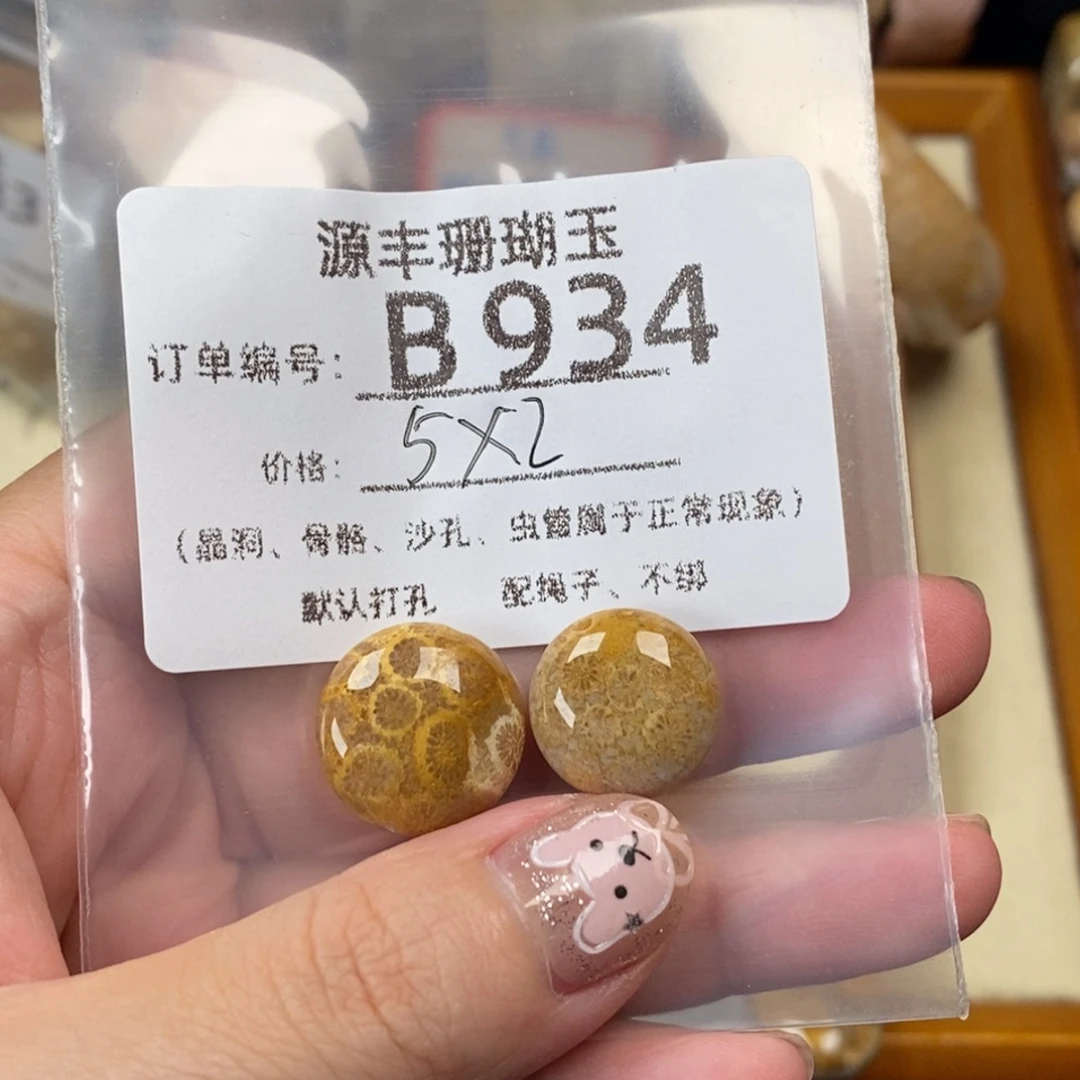 源丰珊瑚玉
订单编号: B934
价格: 5X2
(晶洞、骨骼、沙孔、虫管属于正常现象)
默认打孔 配绳子、不绑